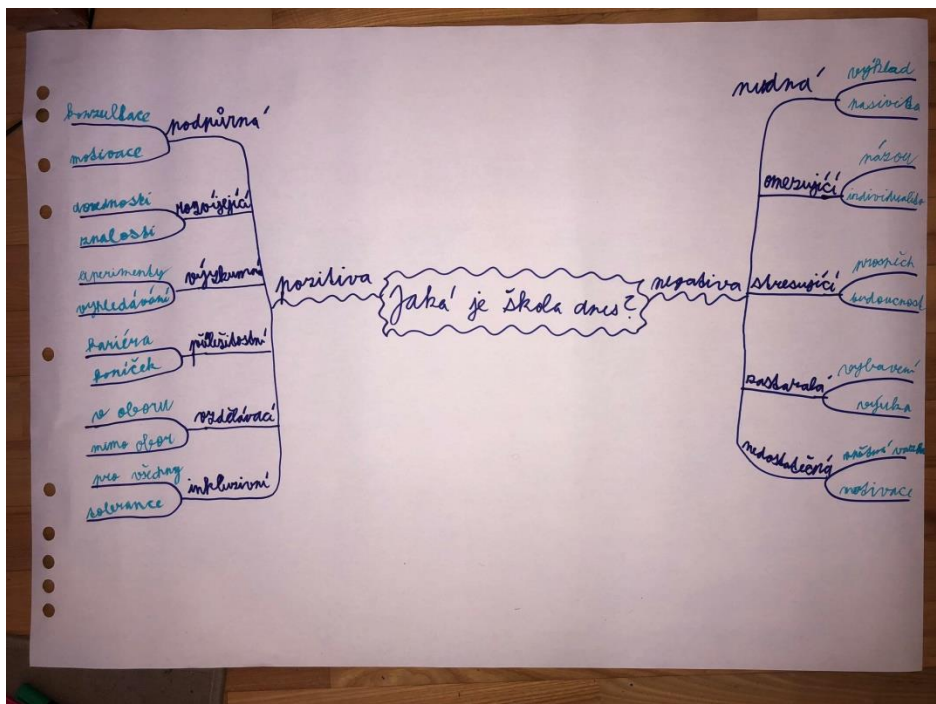 Jaká je škola dnes?
pozitiva
podpůrná
konzultace
motivace
rozvíjející
dovednosti
znalosti
výzkumná
experimenty
vyhledávání
příležitostní
kariéra
koníček
vzdělávací
v oboru
mimo obor
inkluzivní
pro všechny
tolerance
negativa
nudná
výklad
pasivita
omezující
názor
individualita
stresující
prospěch
budoucnost
zastaralá
vybavení
výuka
nedostatečná
motivace